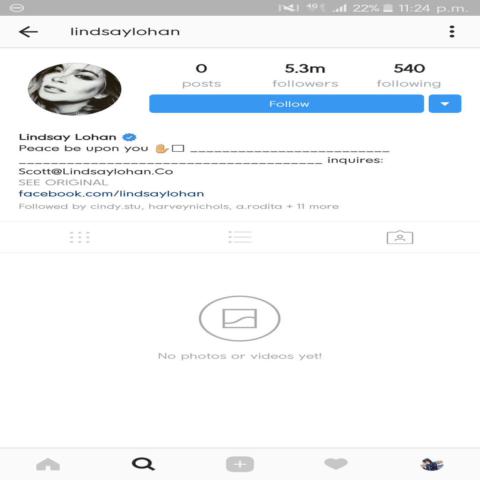 4G 22% 11:24 p.m.
lindsaylohan
0 5.3m 540
posts followers following
Follow
Lindsay Lohan
Peace be upon you ✋□ __________________________
________________________________________ inquires:
Scott@Lindsaylohan.Co
SEE ORIGINAL
facebook.com/lindsaylohan
Followed by cindy.stu, harveynichols, a.rodita + 11 more
No photos or videos yet!